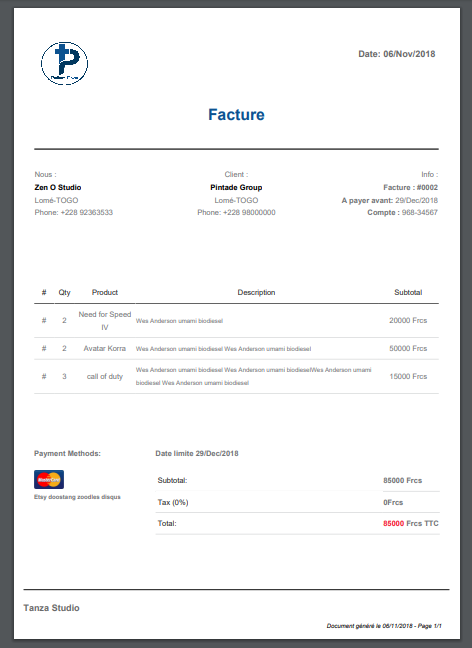 Date: 06/Nov/2018
Facture
Nous :
Zen O Studio
Lomé-TOGO
Phone: +228 92363533
Client :
Pintade Group
Lomé-TOGO
Phone: +228 98000000
Info :
Facture : #0002
A payer avant: 29/Dec/2018
Compte : 968-34567
# Qty Product Description Subtotal
# 2 Need for Speed IV Wes Anderson umami biodiesel 20000 Frcs
# 2 Avatar Korra Wes Anderson umami biodiesel Wes Anderson umami biodiesel 50000 Frcs
# 3 call of duty Wes Anderson umami biodiesel Wes Anderson umami biodieselWes Anderson umami
biodiesel Wes Anderson umami biodiesel 15000 Frcs
Payment Methods:
MasterCard
Etsy doostang zoodles disqus
Date limite 29/Dec/2018
Subtotal: 85000 Frcs
Tax (0%) 0Frcs
Total: 85000 Frcs TTC
Tanza Studio
Document généré le 06/11/2018 - Page 1/1